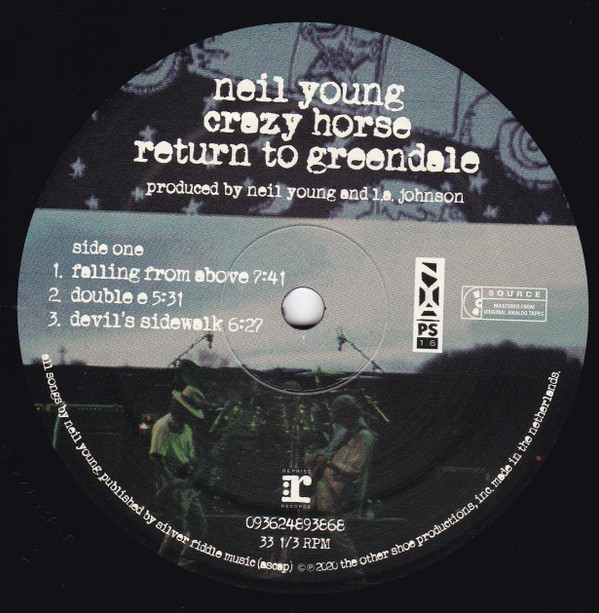 neil young
crazy horse
return to greendale
produced by neil young and l.a. johnson
side one
1. falling from above 7:41
2. double e 5:31
3. devil's sidewalk 6:27
NYA
PS
16
SOURCE
MASTERED FROM
ORIGINAL ANALOG TAPES
REPRISE
r
RECORDS
093624893868
33 1/3 RPM
all songs by neil young, published by silver fiddle music (ascap) ©℗2020 the other shoe productions, inc. made in the netherlands.